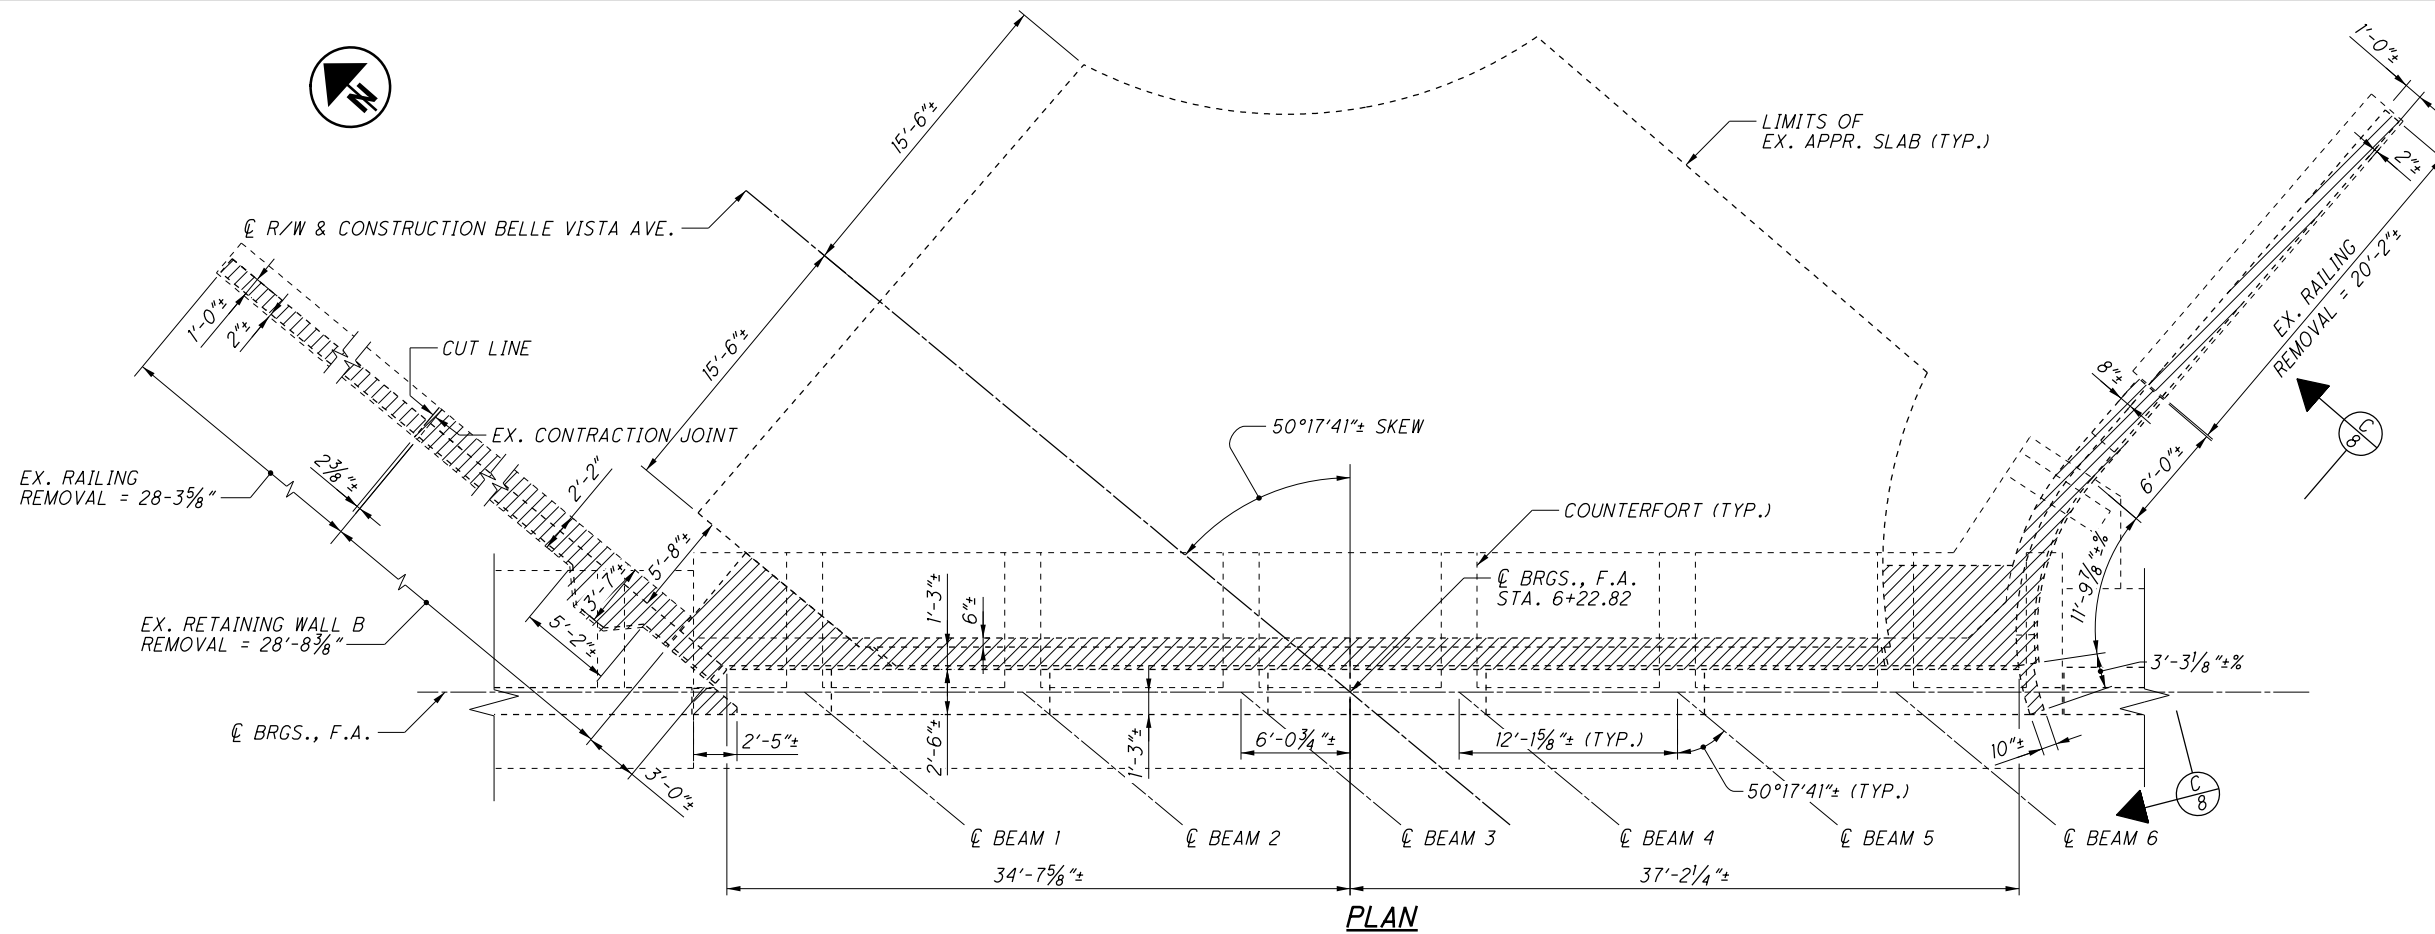 N
15'-6"±
1'-0"±
LIMITS OF
EX. APPR. SLAB (TYP.)
2"±
℄ R/W & CONSTRUCTION BELLE VISTA AVE.
1'-0"±
2"±
15'-6"±
EX. RAILING
REMOVAL = 20'-2"±
CUT LINE
8"±
EX. CONTRACTION JOINT
50°17'41"± SKEW
C
8
EX. RAILING
REMOVAL = 28-3⅝"
2⅜"±
2'-2"
6'-0"±
COUNTERFORT (TYP.)
5'-8"±
3'-7"±
5'-2"±
1'-3"±
6"±
℄ BRGS., F.A.
STA. 6+22.82
11'-9⅞"±%
EX. RETAINING WALL B
REMOVAL = 28'-8⅜"
3'-3⅛"±%
℄ BRGS., F.A.
2'-5"±
2'-6"±
1'-3"±
6'-0¾"±
12'-1⅝"± (TYP.)
10"±
3'-0"±
50°17'41"± (TYP.)
C
8
℄ BEAM 1
℄ BEAM 2
℄ BEAM 3
℄ BEAM 4
℄ BEAM 5
℄ BEAM 6
34'-7⅝"±
37'-2¼"±
PLAN